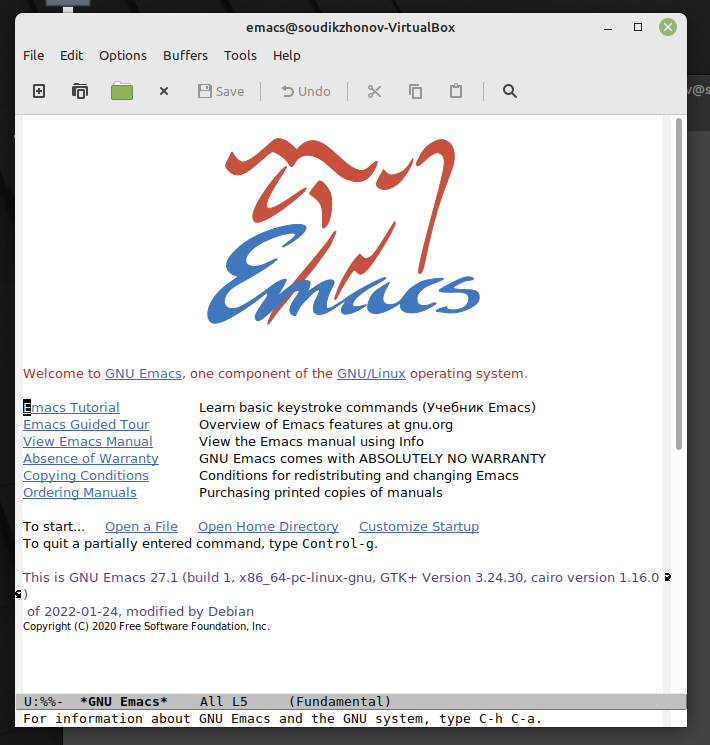 emacs@soudikzhonov-VirtualBox
File Edit Options Buffers Tools Help
Save Undo
v@s
Emacs
Welcome to GNU Emacs, one component of the GNU/Linux operating system.
Emacs Tutorial Learn basic keystroke commands (Учебник Emacs)
Emacs Guided Tour Overview of Emacs features at gnu.org
View Emacs Manual View the Emacs manual using Info
Absence of Warranty GNU Emacs comes with ABSOLUTELY NO WARRANTY
Copying Conditions Conditions for redistributing and changing Emacs
Ordering Manuals Purchasing printed copies of manuals
To start... Open a File Open Home Directory Customize Startup
To quit a partially entered command, type Control-g.
This is GNU Emacs 27.1 (build 1, x86_64-pc-linux-gnu, GTK+ Version 3.24.30, cairo version 1.16.0
)
of 2022-01-24, modified by Debian
Copyright (C) 2020 Free Software Foundation, Inc.
U:%%- *GNU Emacs* All L5 (Fundamental)
For information about GNU Emacs and the GNU system, type C-h C-a.